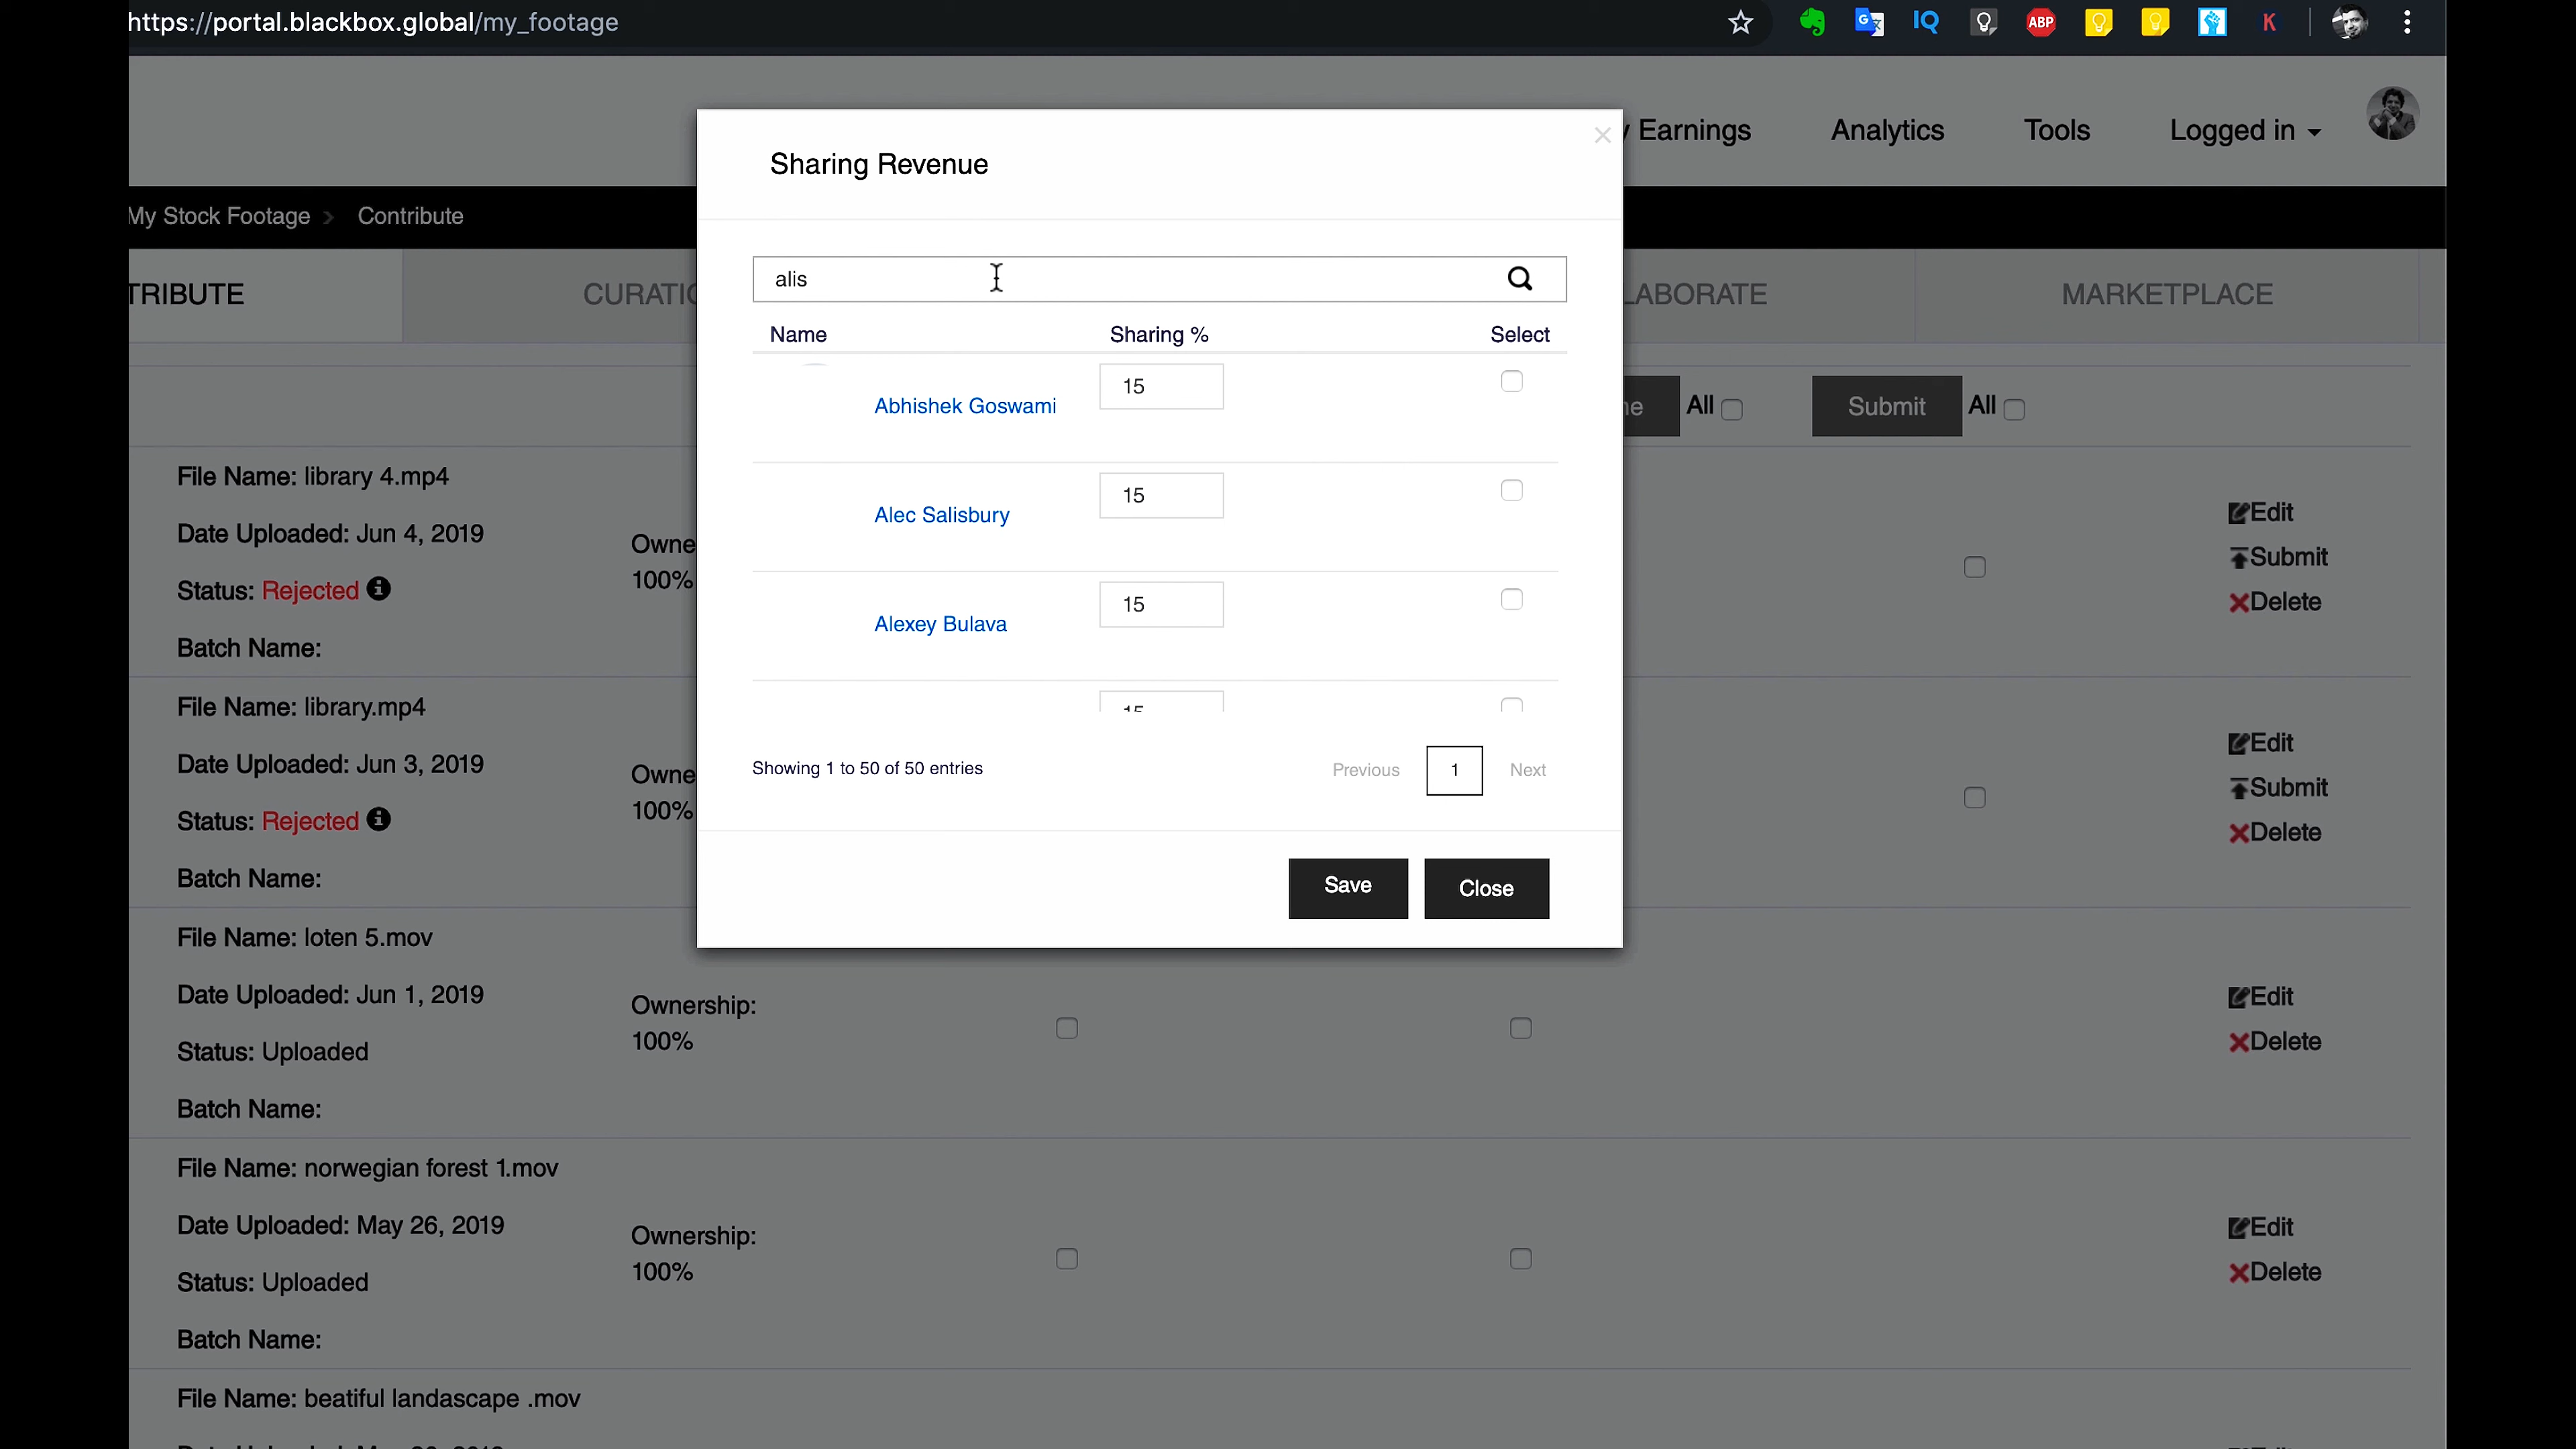 https://portal.blackbox.global/my_footage
IQ
ABP
K
Earnings
Analytics
Tools
Logged in
My Stock Footage
Contribute
TRIBUTE
CURATIO
LABORATE
MARKETPLACE
Sharing Revenue
alis
Name
Sharing %
Select
Abhishek Goswami
15
Alec Salisbury
15
Alexey Bulava
15
15
Showing 1 to 50 of 50 entries
Previous
1
Next
Save
Close
All
Submit
All
File Name: library 4.mp4
Date Uploaded: Jun 4, 2019
Status: Rejected
Batch Name:
Owne
100%
Edit
Submit
Delete
File Name: library.mp4
Date Uploaded: Jun 3, 2019
Status: Rejected
Batch Name:
Owne
100%
Edit
Submit
Delete
File Name: loten 5.mov
Date Uploaded: Jun 1, 2019
Status: Uploaded
Batch Name:
Ownership:
100%
Edit
Delete
File Name: norwegian forest 1.mov
Date Uploaded: May 26, 2019
Status: Uploaded
Batch Name:
Ownership:
100%
Edit
Delete
File Name: beatiful landascape .mov